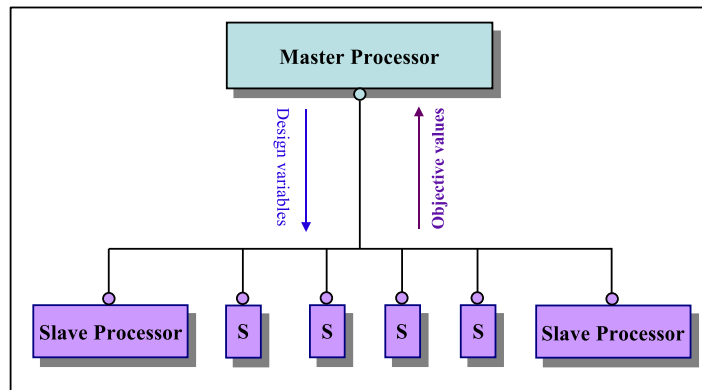 Master Processor
Design variables
Objective values
Slave Processor
S
S
S
S
Slave Processor